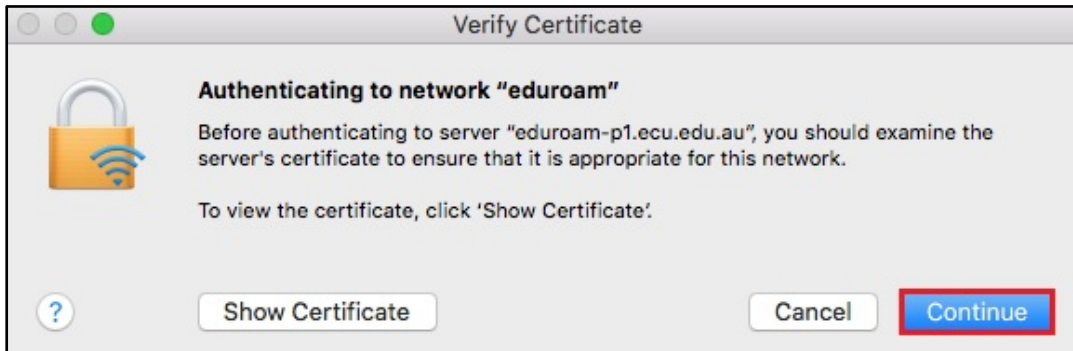 Verify Certificate
Authenticating to network “eduroam”
Before authenticating to server “eduroam-p1.ecu.edu.au”, you should examine the
server's certificate to ensure that it is appropriate for this network.
To view the certificate, click ‘Show Certificate’.
? Show Certificate Cancel Continue